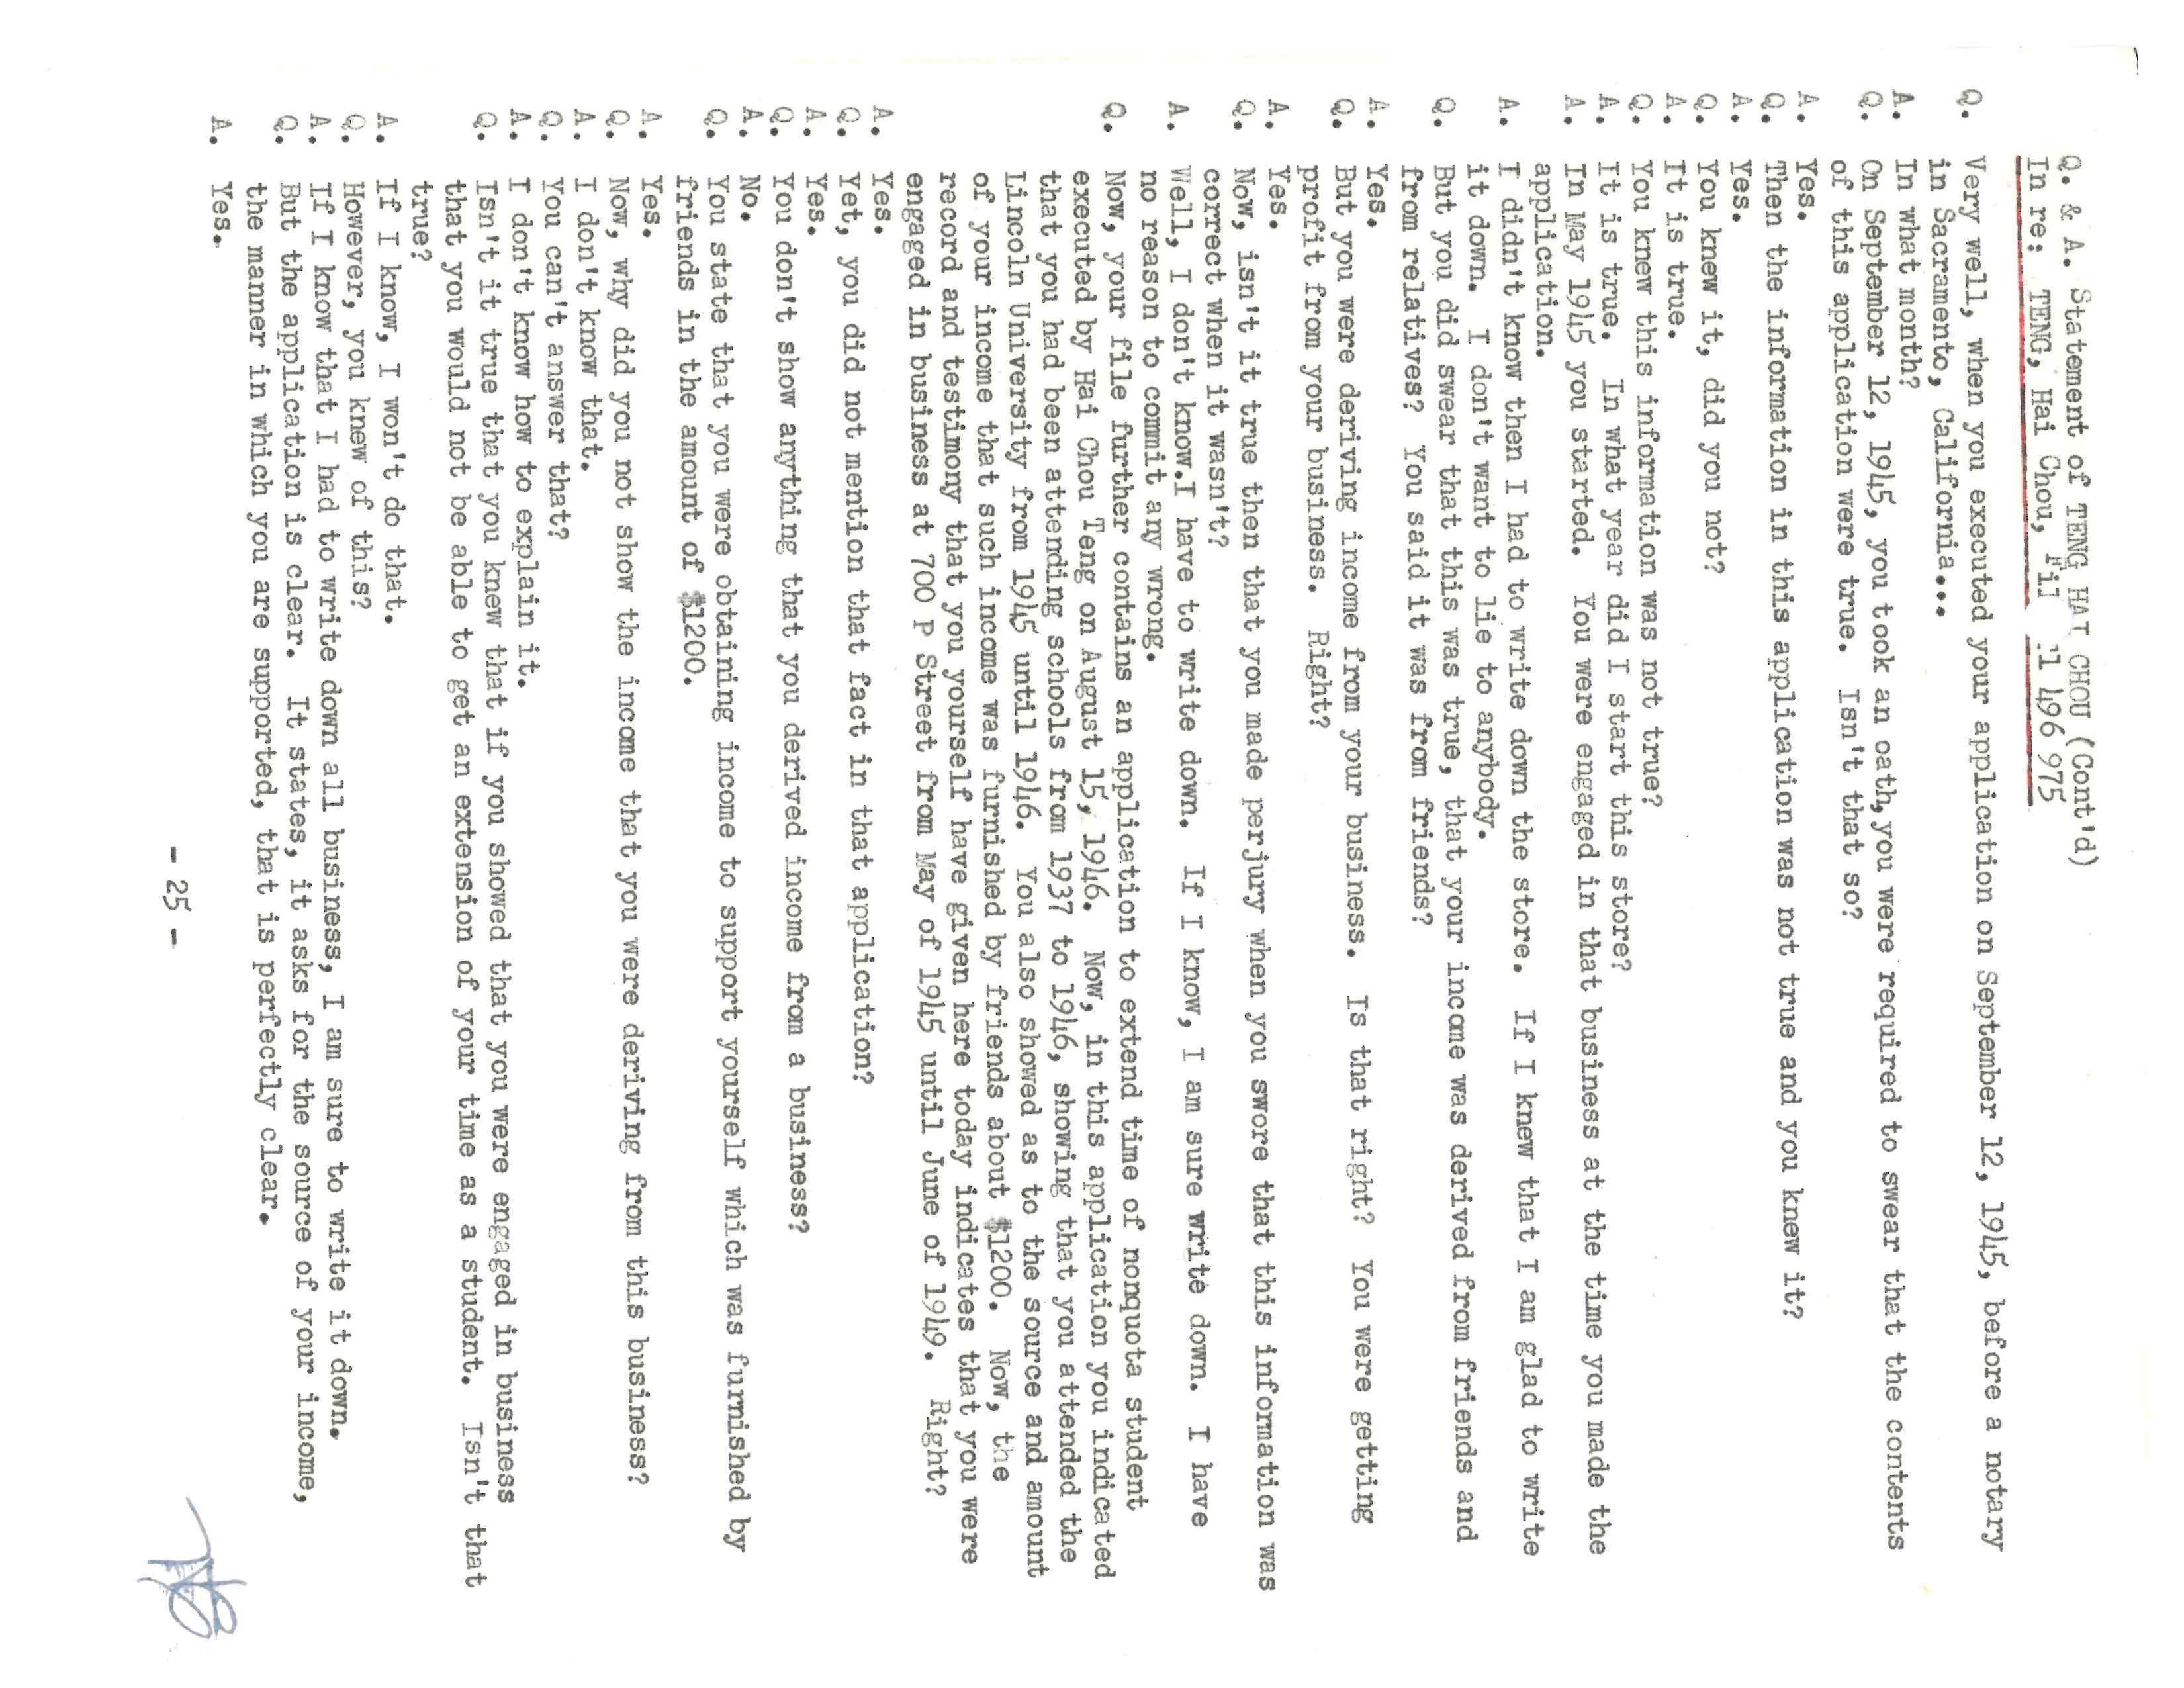 Q. & A. Statement of TENG HAI CHOU (Cont'd)
In re: TENG, Hai Chou, Fil 1 496 975
Q. Very well, when you executed your application on September 12, 1945, before a notary
in Sacramento, California...
A. In what month?
Q. On September 12, 1945, you took an oath, you were required to swear that the contents
of this application were true. Isn't that so?
A. Yes.
Q. Then the information in this application was not true and you knew it?
A. Yes.
Q. You knew it, did you not?
A. It is true.
Q. You knew this information was not true?
A. It is true. In what year did I start this store?
A. In May 1945 you started. You were engaged in that business at the time you made the
application.
A. I didn't know then I had to write down the store. If I knew that I am glad to write
it down. I don't want to lie to anybody.
Q. But you did swear that this was true, that your income was derived from friends and
from relatives? You said it was from friends?
A. Yes.
Q. But you were deriving income from your business. Is that right? You were getting
profit from your business. Right?
A. Yes.
Q. Now, isn't it true then that you made perjury when you swore that this information was
correct when it wasn't?
A. Well, I don't know.I have to write down. If I know, I am sure write down. I have
no reason to commit any wrong.
Q. Now, your file further contains an application to extend time of nonquota student
executed by Hai Chou Teng on August 15, 1946. Now, in this application you indicated
that you had been attending schools from 1937 to 1946, showing that you attended the
Lincoln University from 1945 until 1946. You also showed as to the source and amount
of your income that such income was furnished by friends about $1200. Now, the
record and testimony that you yourself have given here today indicates that you were
engaged in business at 700 P Street from May of 1945 until June of 1949. Right?
A. Yes.
Q. Yet, you did not mention that fact in that application?
A. Yes.
Q. You don't show anything that you derived income from a business?
A. No.
Q. You state that you were obtaining income to support yourself which was furnished by
friends in the amount of $1200.
A. Yes.
Q. Now, why did you not show the income that you were deriving from this business?
A. I don't know that.
Q. You can't answer that?
A. I don't know how to explain it.
Q. Isn't it true that you knew that if you showed that you were engaged in business
that you would not be able to get an extension of your time as a student. Isn't that
true?
A. If I know, I won't do that.
Q. However, you knew of this?
A. If I know that I had to write down all business, I am sure to write it down.
Q. But the application is clear. It states, it asks for the source of your income,
the manner in which you are supported, that is perfectly clear.
A. Yes.
- 25 -